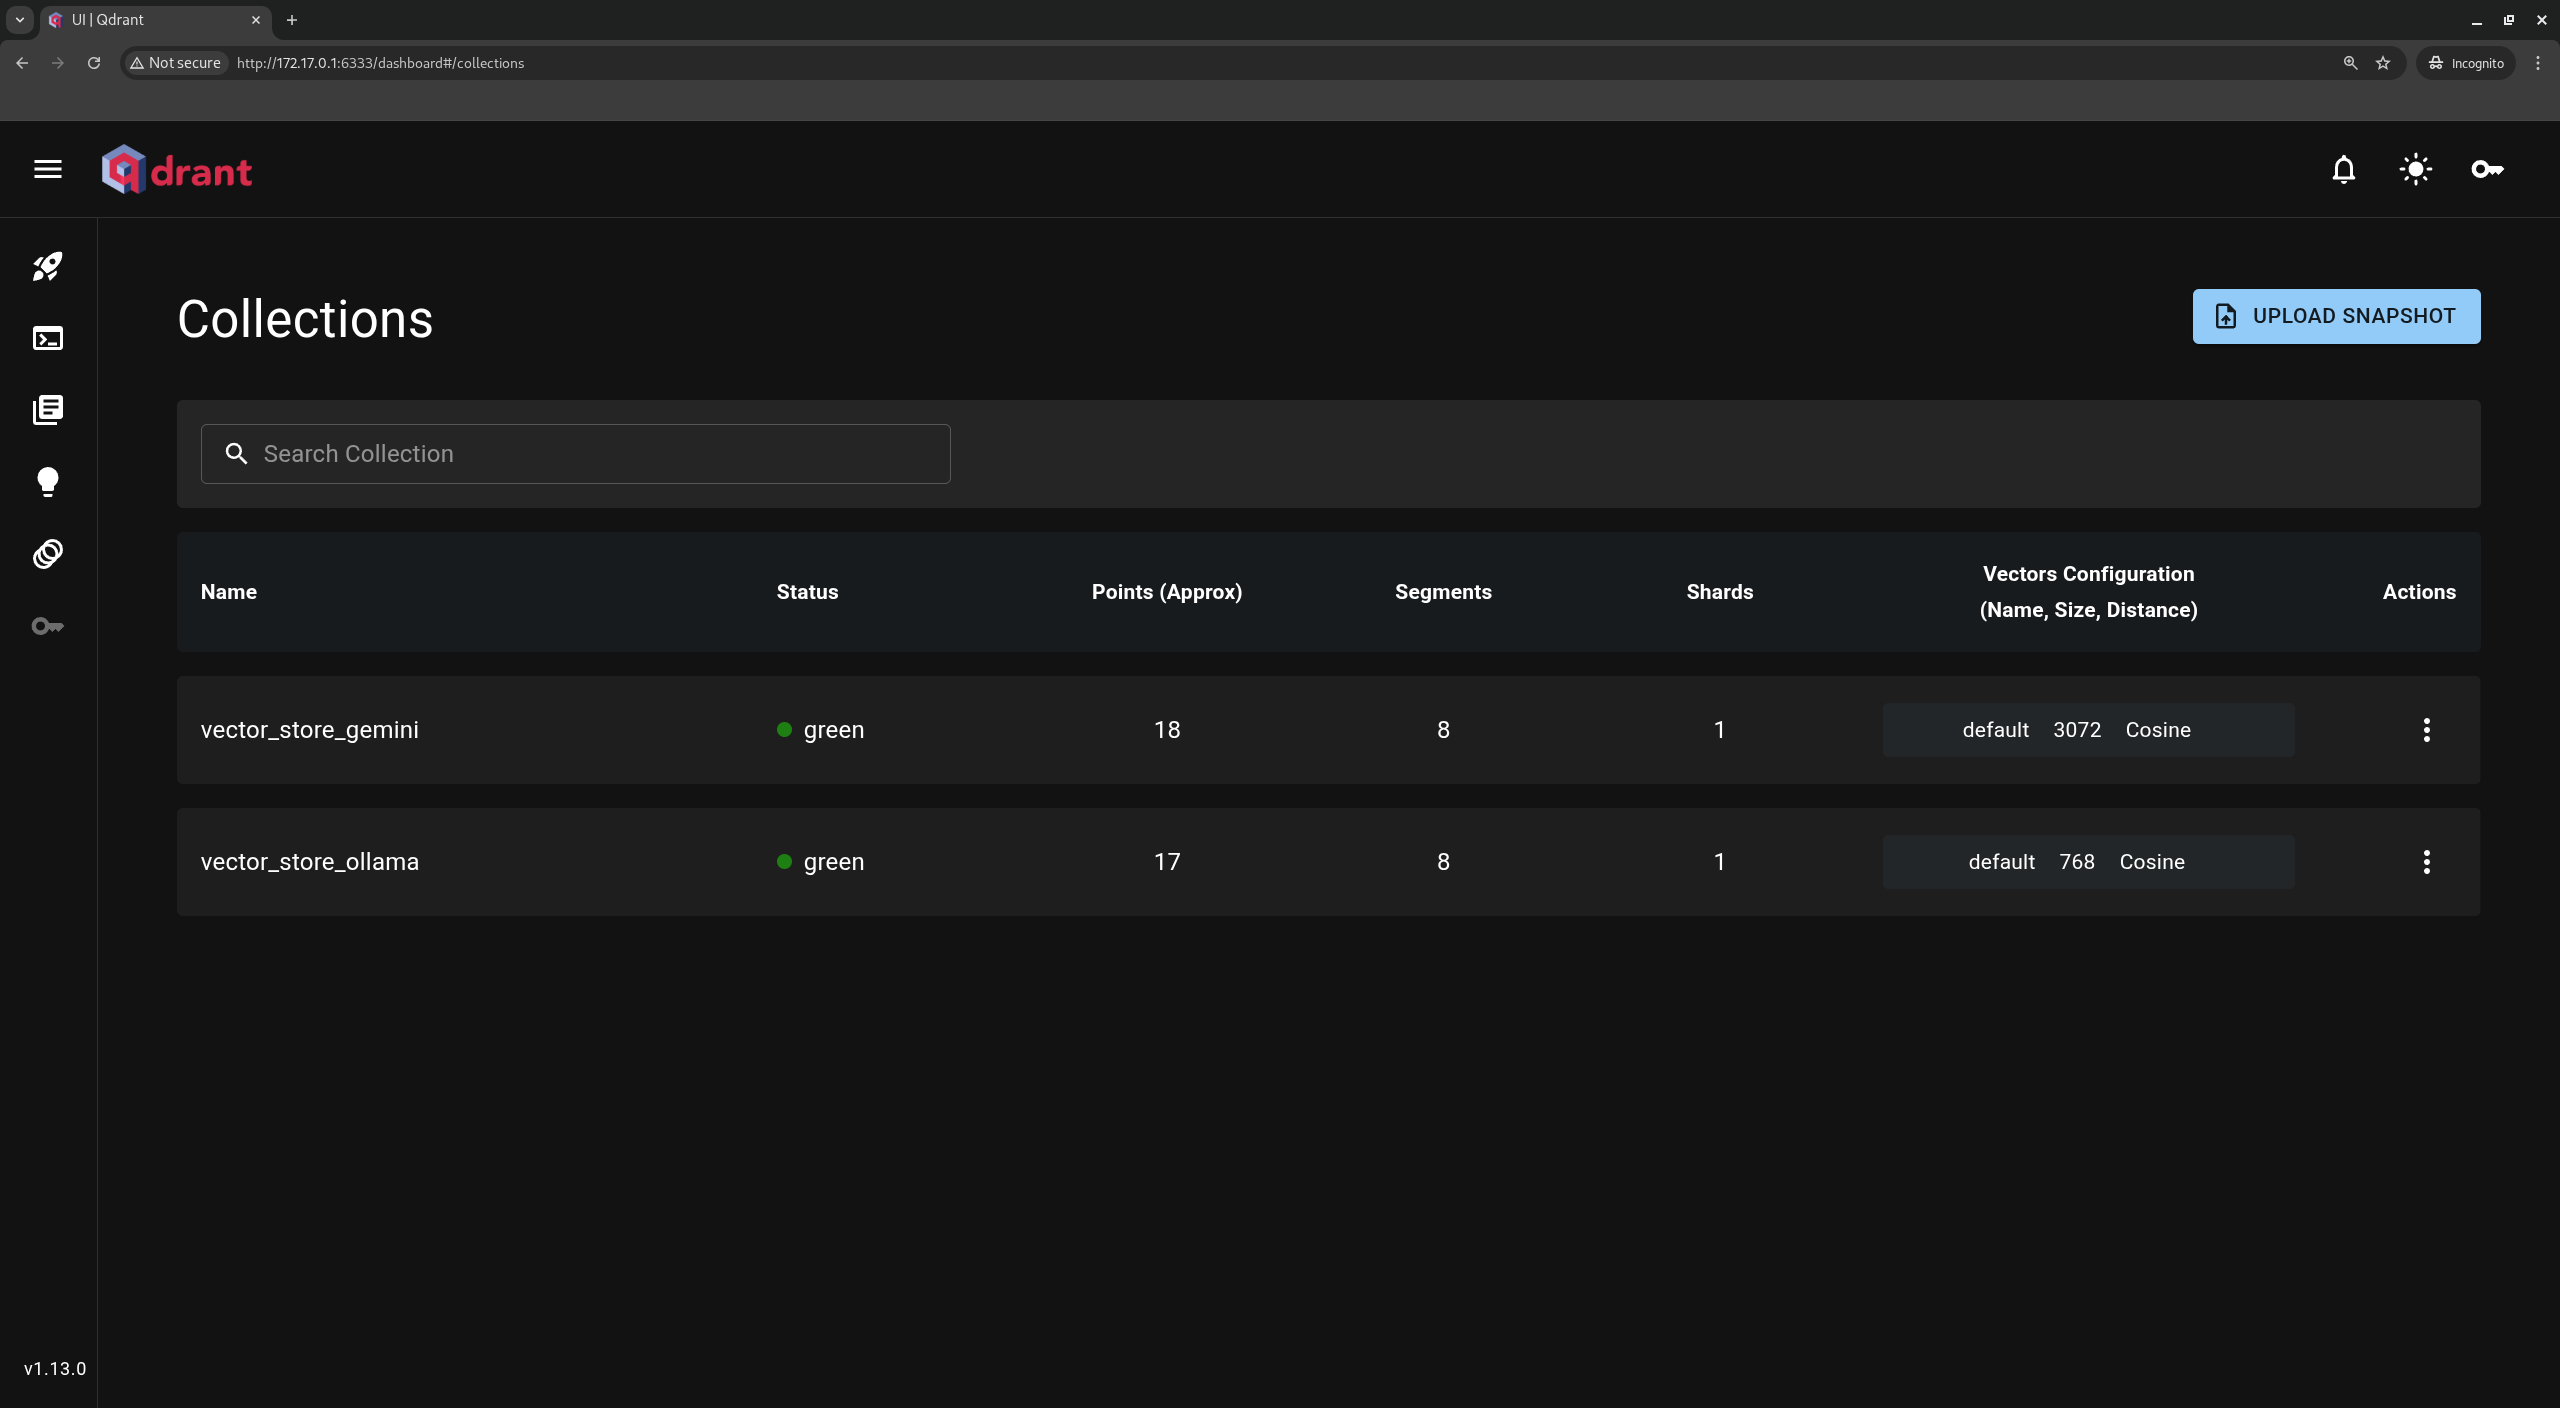 UI | Qdrant
Not secure
http://172.17.0.1:6333/dashboard#/collections
Incognito
qdrant
Collections
UPLOAD SNAPSHOT
Search Collection
Name Status Points (Approx) Segments Shards Vectors Configuration (Name, Size, Distance) Actions
vector_store_gemini green 18 8 1 default 3072 Cosine
vector_store_ollama green 17 8 1 default 768 Cosine
v1.13.0